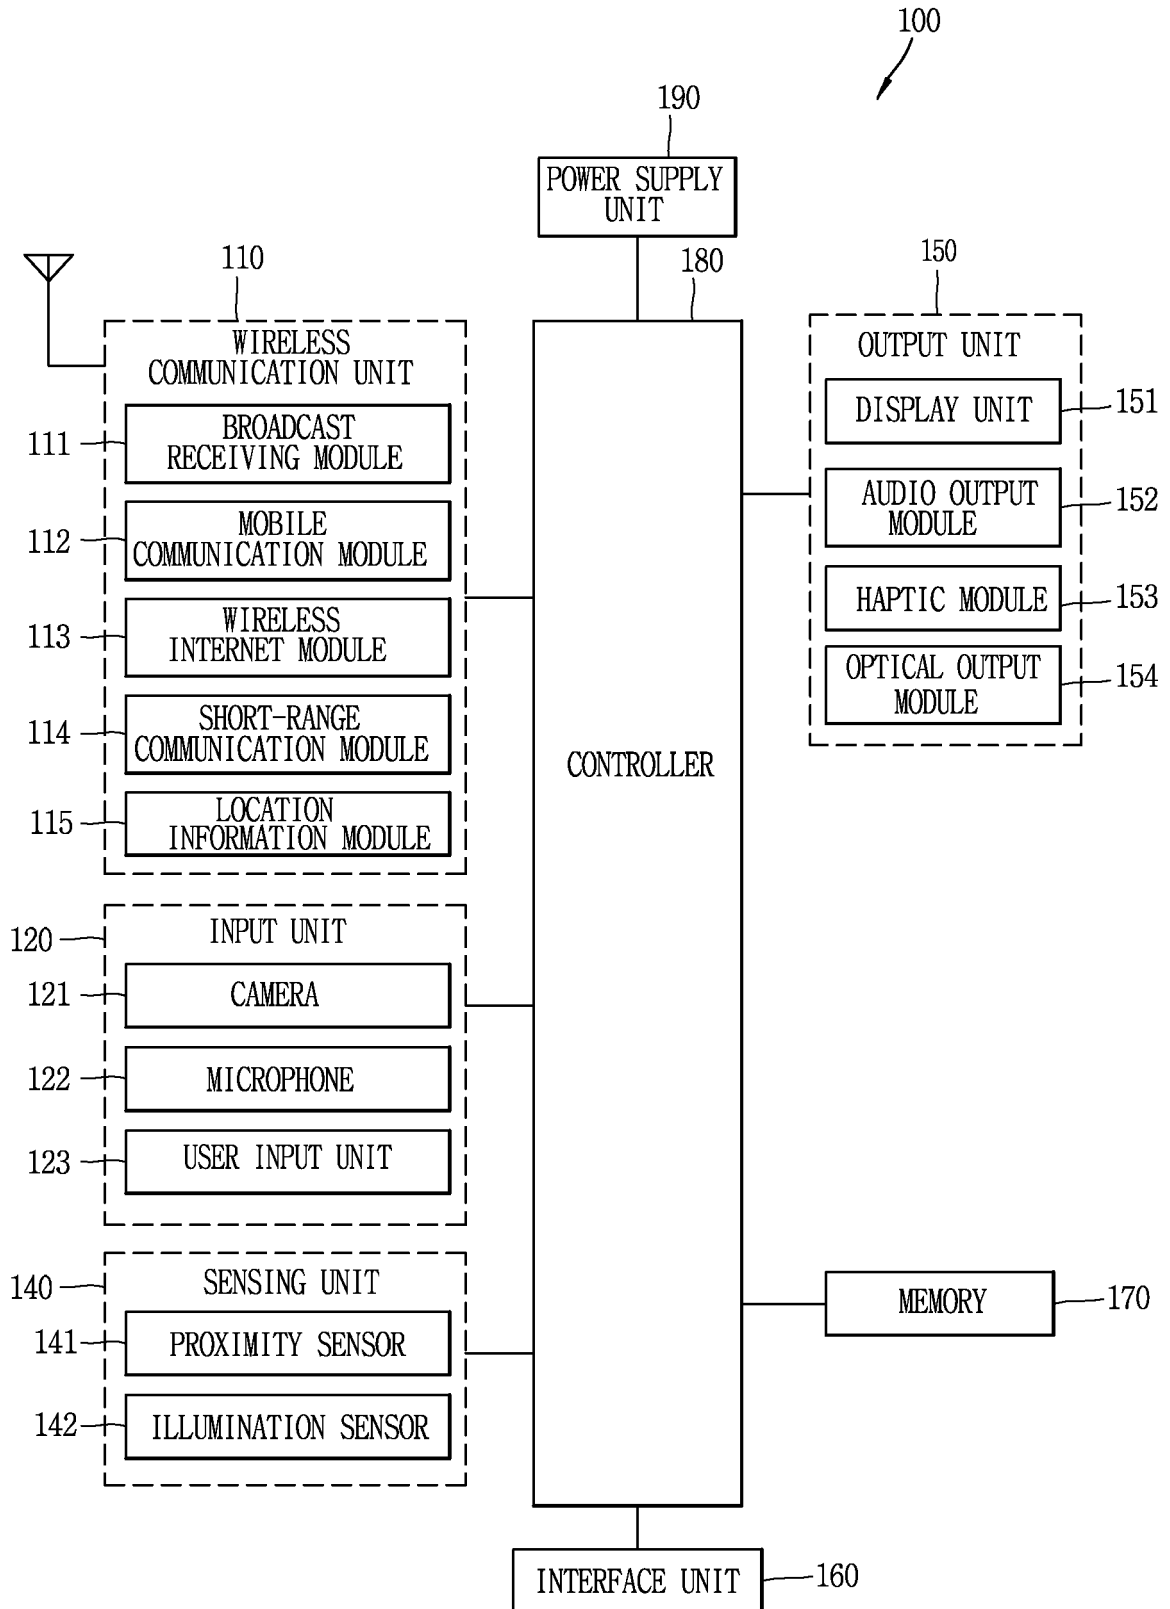 100
190
POWER SUPPLY
UNIT
110
180
150
WIRELESS
COMMUNICATION UNIT
111
BROADCAST
RECEIVING MODULE
112
MOBILE
COMMUNICATION MODULE
113
WIRELESS
INTERNET MODULE
114
SHORT-RANGE
COMMUNICATION MODULE
115
LOCATION
INFORMATION MODULE
120
INPUT UNIT
121
CAMERA
122
MICROPHONE
123
USER INPUT UNIT
140
SENSING UNIT
141
PROXIMITY SENSOR
142
ILLUMINATION SENSOR
CONTROLLER
OUTPUT UNIT
DISPLAY UNIT
151
AUDIO OUTPUT
MODULE
152
HAPTIC MODULE
153
OPTICAL OUTPUT
MODULE
154
MEMORY
170
INTERFACE UNIT
160